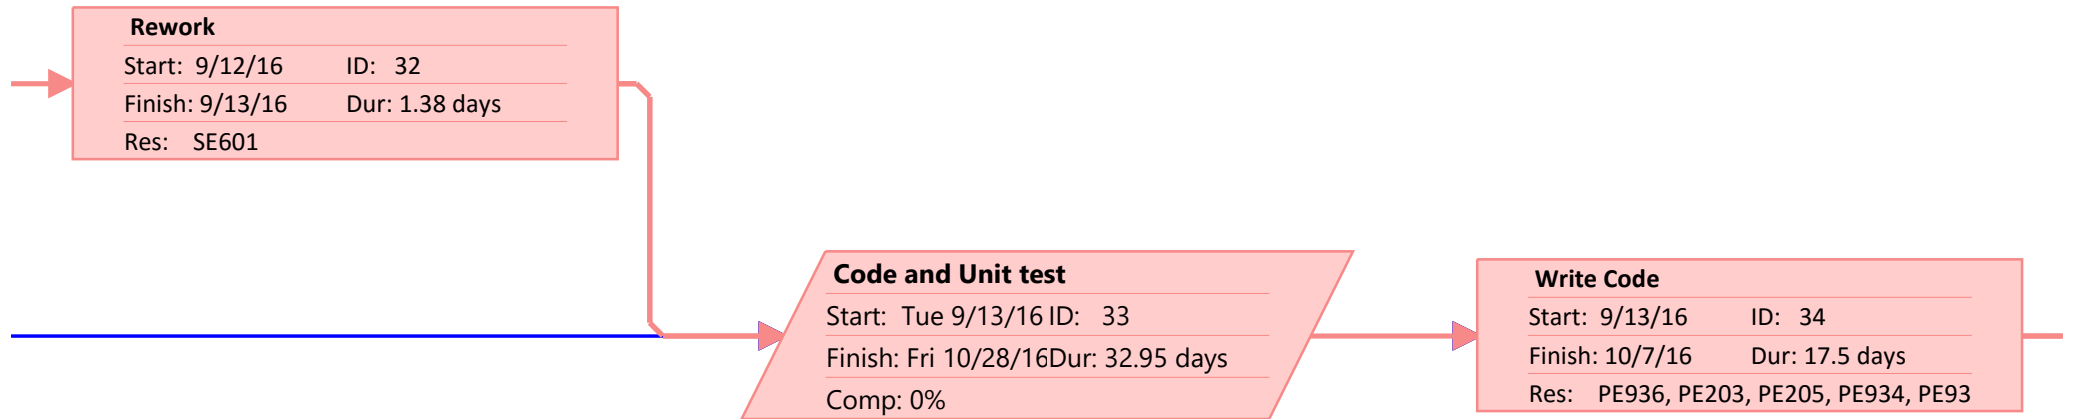 Rework
Start: 9/12/16 ID: 32
Finish: 9/13/16 Dur: 1.38 days
Res: SE601
Code and Unit test
Start: Tue 9/13/16 ID: 33
Finish: Fri 10/28/16 Dur: 32.95 days
Comp: 0%
Write Code
Start: 9/13/16 ID: 34
Finish: 10/7/16 Dur: 17.5 days
Res: PE936, PE203, PE205, PE934, PE93